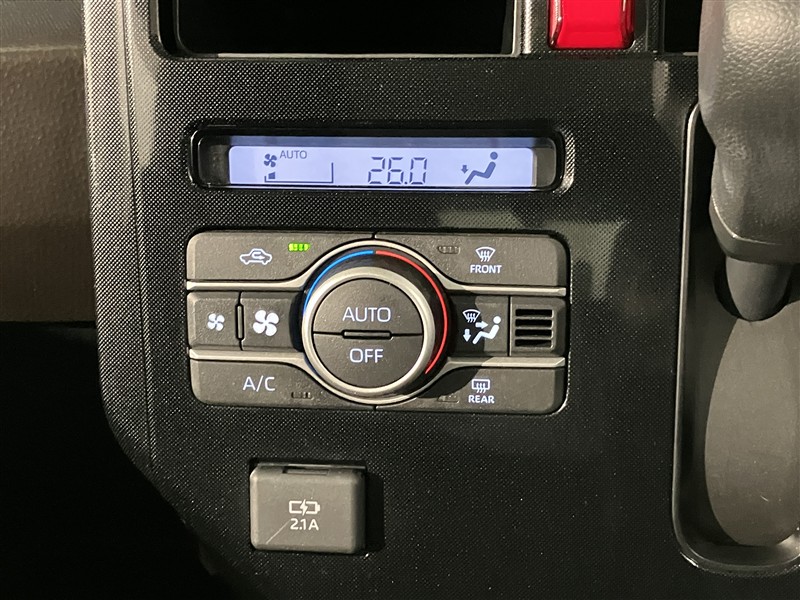 AUTO
26.0
FRONT
AUTO
OFF
A/C
REAR
2.1A